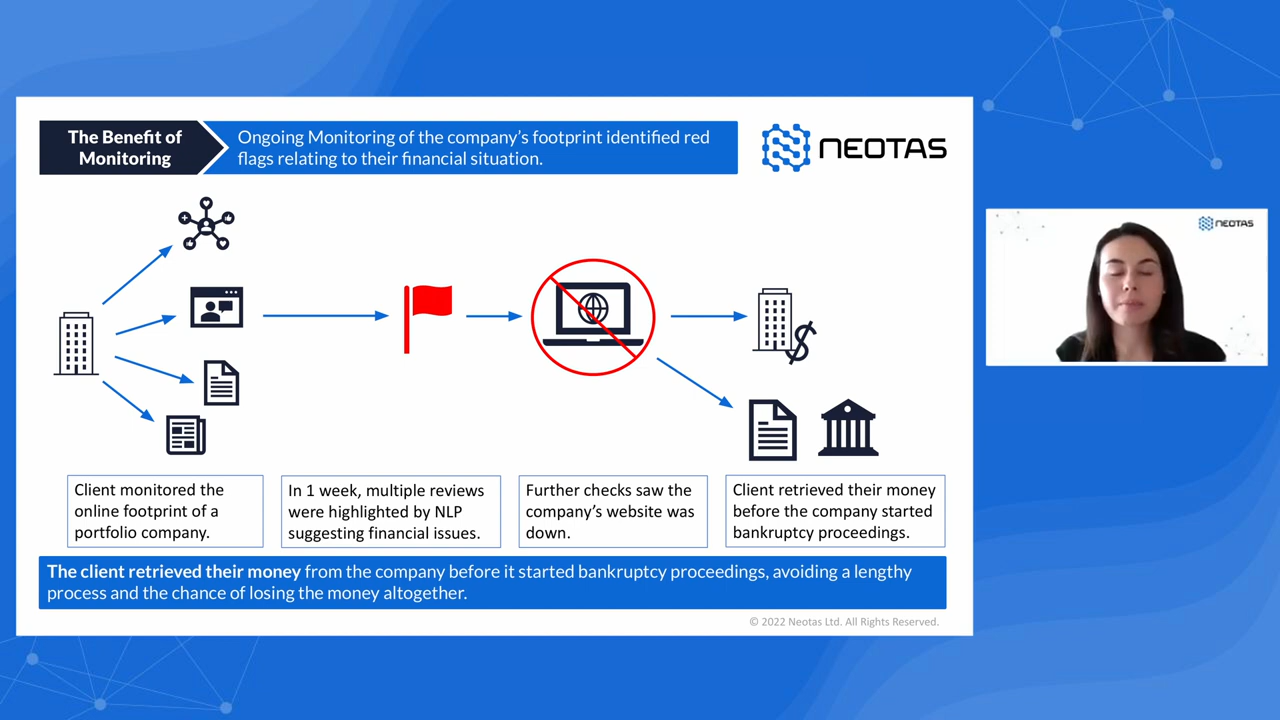 The Benefit of
Monitoring
Ongoing Monitoring of the company's footprint identified red
flags relating to their financial situation.
NEOTAS
NEOTAS
Client monitored the
online footprint of a
portfolio company.
In 1 week, multiple reviews
were highlighted by NLP
suggesting financial issues.
Further checks saw the
company's website was
down.
Client retrieved their money
before the company started
bankruptcy proceedings.
The client retrieved their money from the company before it started bankruptcy proceedings, avoiding a lengthy
process and the chance of losing the money altogether.
© 2022 Neotas Ltd. All Rights Reserved.